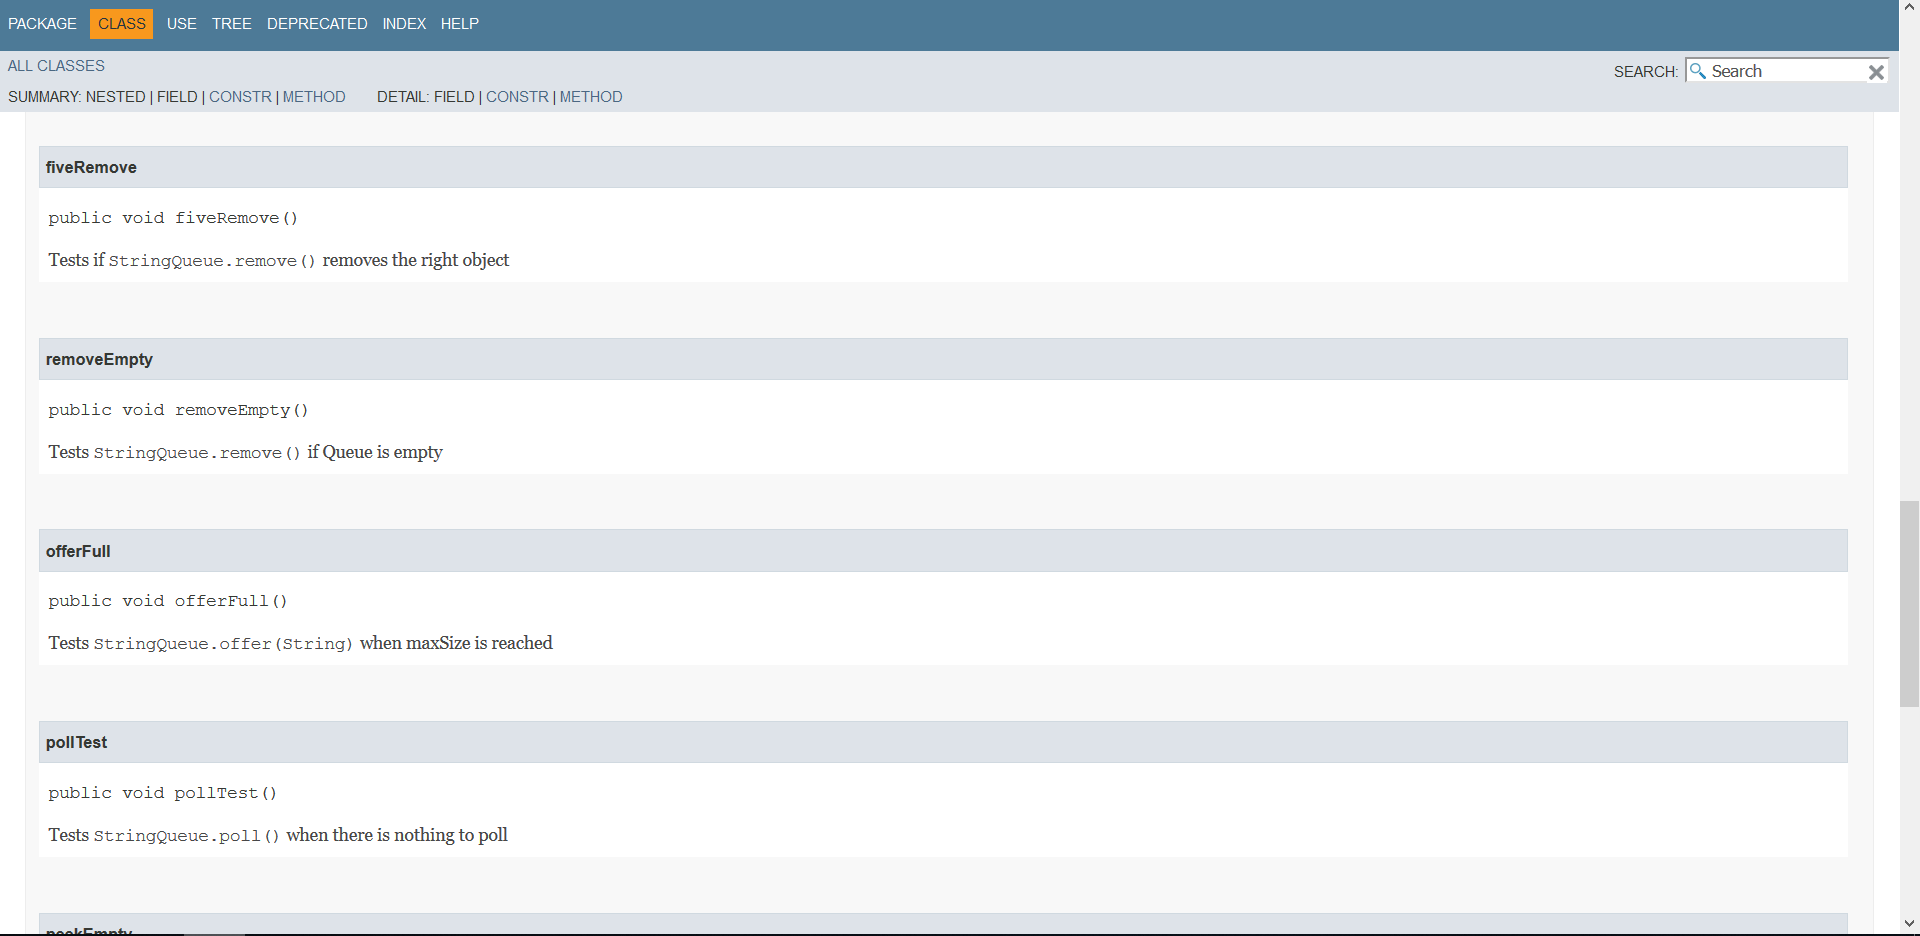 PACKAGE CLASS USE TREE DEPRECATED INDEX HELP
ALL CLASSES
SEARCH: Search
SUMMARY: NESTED | FIELD | CONSTR | METHOD DETAIL: FIELD | CONSTR | METHOD
fiveRemove
public void fiveRemove()
Tests if StringQueue.remove() removes the right object
removeEmpty
public void removeEmpty()
Tests StringQueue.remove() if Queue is empty
offerFull
public void offerFull()
Tests StringQueue.offer(String) when maxSize is reached
pollTest
public void pollTest()
Tests StringQueue.poll() when there is nothing to poll
peekEmpty